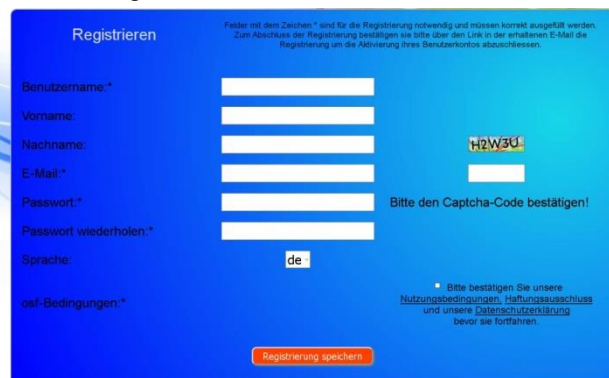 Registrieren
Felder mit dem Zeichen * sind für die Registrierung notwendig und müssen korrekt ausgefüllt werden.
Zum Abschluss der Registrierung bestätigen sie bitte über den Link in der erhaltenen E-Mail die
Registrierung um die Aktivierung ihres Benutzerkontos abzuschliessen.
Benutzername:*
Vorname:
Nachname:
H2W3U
E-Mail:*
Passwort:*
Bitte den Captcha-Code bestätigen!
Passwort wiederholen:*
Sprache:
de
osf-Bedingungen:*
Bitte bestätigen Sie unsere
Nutzungsbedingungen, Haftungsausschluss
und unsere Datenschutzerklärung
bevor sie fortfahren.
Registrierung speichern